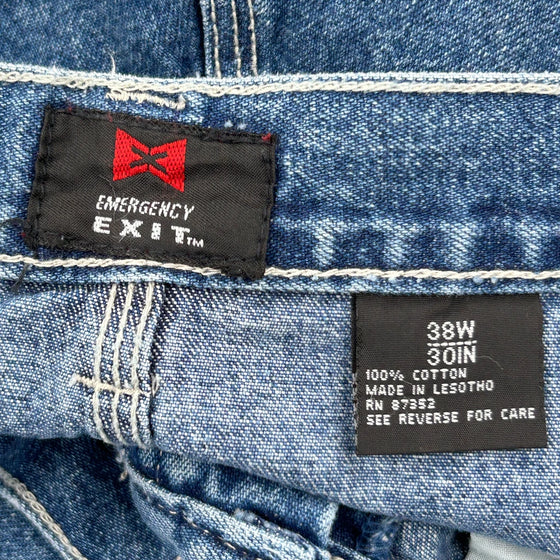 EMERGENCY
EXIT™
38W
30IN
100% COTTON
MADE IN LESOTHO
RN 87352
SEE REVERSE FOR CARE